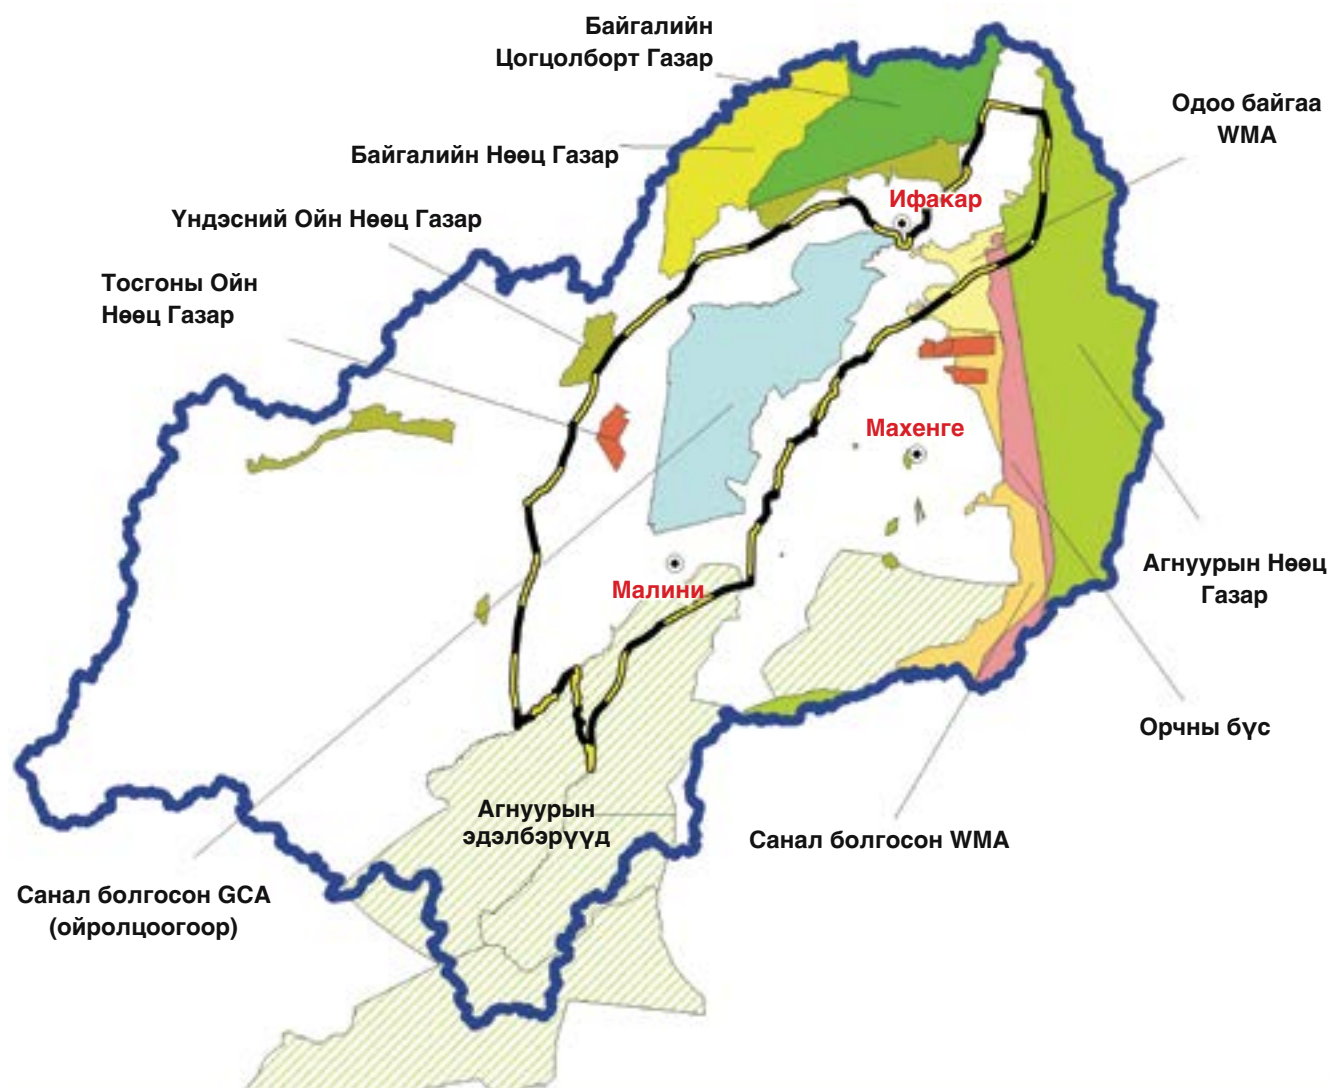 Байгалийн
Цогцолборт Газар
Одоо байгаа
WMA
Байгалийн Нөөц Газар
Ифакар
Үндэсний Ойн Нөөц Газар
Тосгоны Ойн
Нөөц Газар
Махенге
Агнуурын Нөөц
Газар
Малини
Орчны бүс
Агнуурын
эдэлбэрүүд
Санал болгосон WMA
Санал болгосон GCA
(ойролцоогоор)